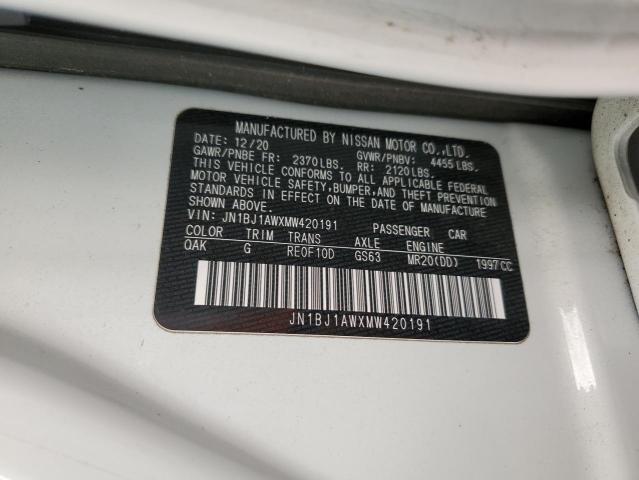 MANUFACTURED BY NISSAN MOTOR CO.,LTD.
DATE: 12/20 GVWR/PNBV: 4455LBS.
GAWR/PNBE FR: 2370LBS. RR: 2120LBS.
THIS VEHICLE CONFORMS TO ALL APPLICABLE FEDERAL
MOTOR VEHICLE SAFETY,BUMPER,AND THEFT PREVENTION
STANDARDS IN EFFECT ON THE DATE OF MANUFACTURE
SHOWN ABOVE.
VIN: JN1BJ1AWXMW420191 PASSENGER CAR
COLOR TRIM TRANS AXLE ENGINE
QAK G RE0F10D GS63 MR20(DD) 1997CC
JN1BJ1AWXMW420191